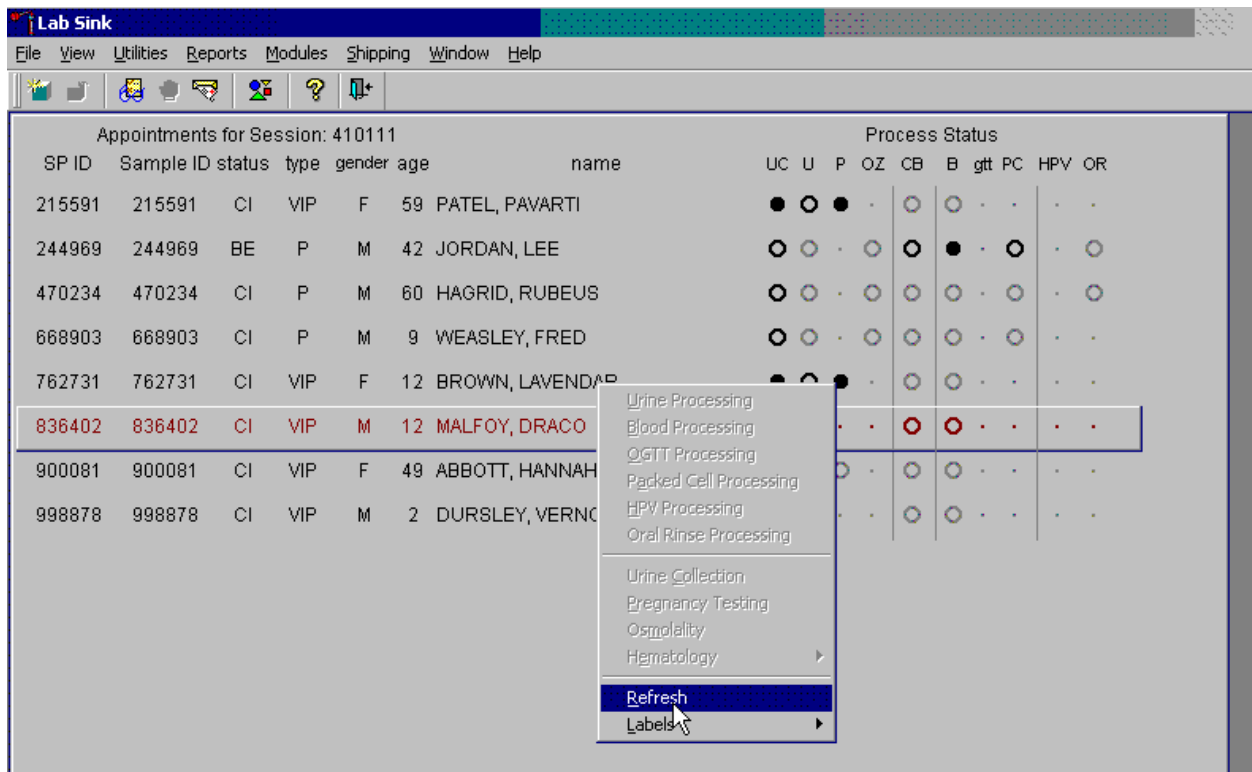 Lab Sink
File View Utilities Reports Modules Shipping Window Help
Appointments for Session: 410111 Process Status
SP ID Sample ID status type gender age name UC U P OZ CB B gtt PC HPV OR
215591 215591 CI VIP F 59 PATEL, PAVARTI
244969 244969 BE P M 42 JORDAN, LEE
470234 470234 CI P M 60 HAGRID, RUBEUS
668903 668903 CI P M 9 WEASLEY, FRED
762731 762731 CI VIP F 12 BROWN, LAVENDAR
836402 836402 CI VIP M 12 MALFOY, DRACO
900081 900081 CI VIP F 49 ABBOTT, HANNAH
998878 998878 CI VIP M 2 DURSLEY,
Urine Processing
Blood Processing
OGTT Processing
Packed Cell Processing
HPV Processing
Oral Rinse Processing
Urine Collection
Pregnancy Testing
Osmolality
Hematology
Refresh
Labels